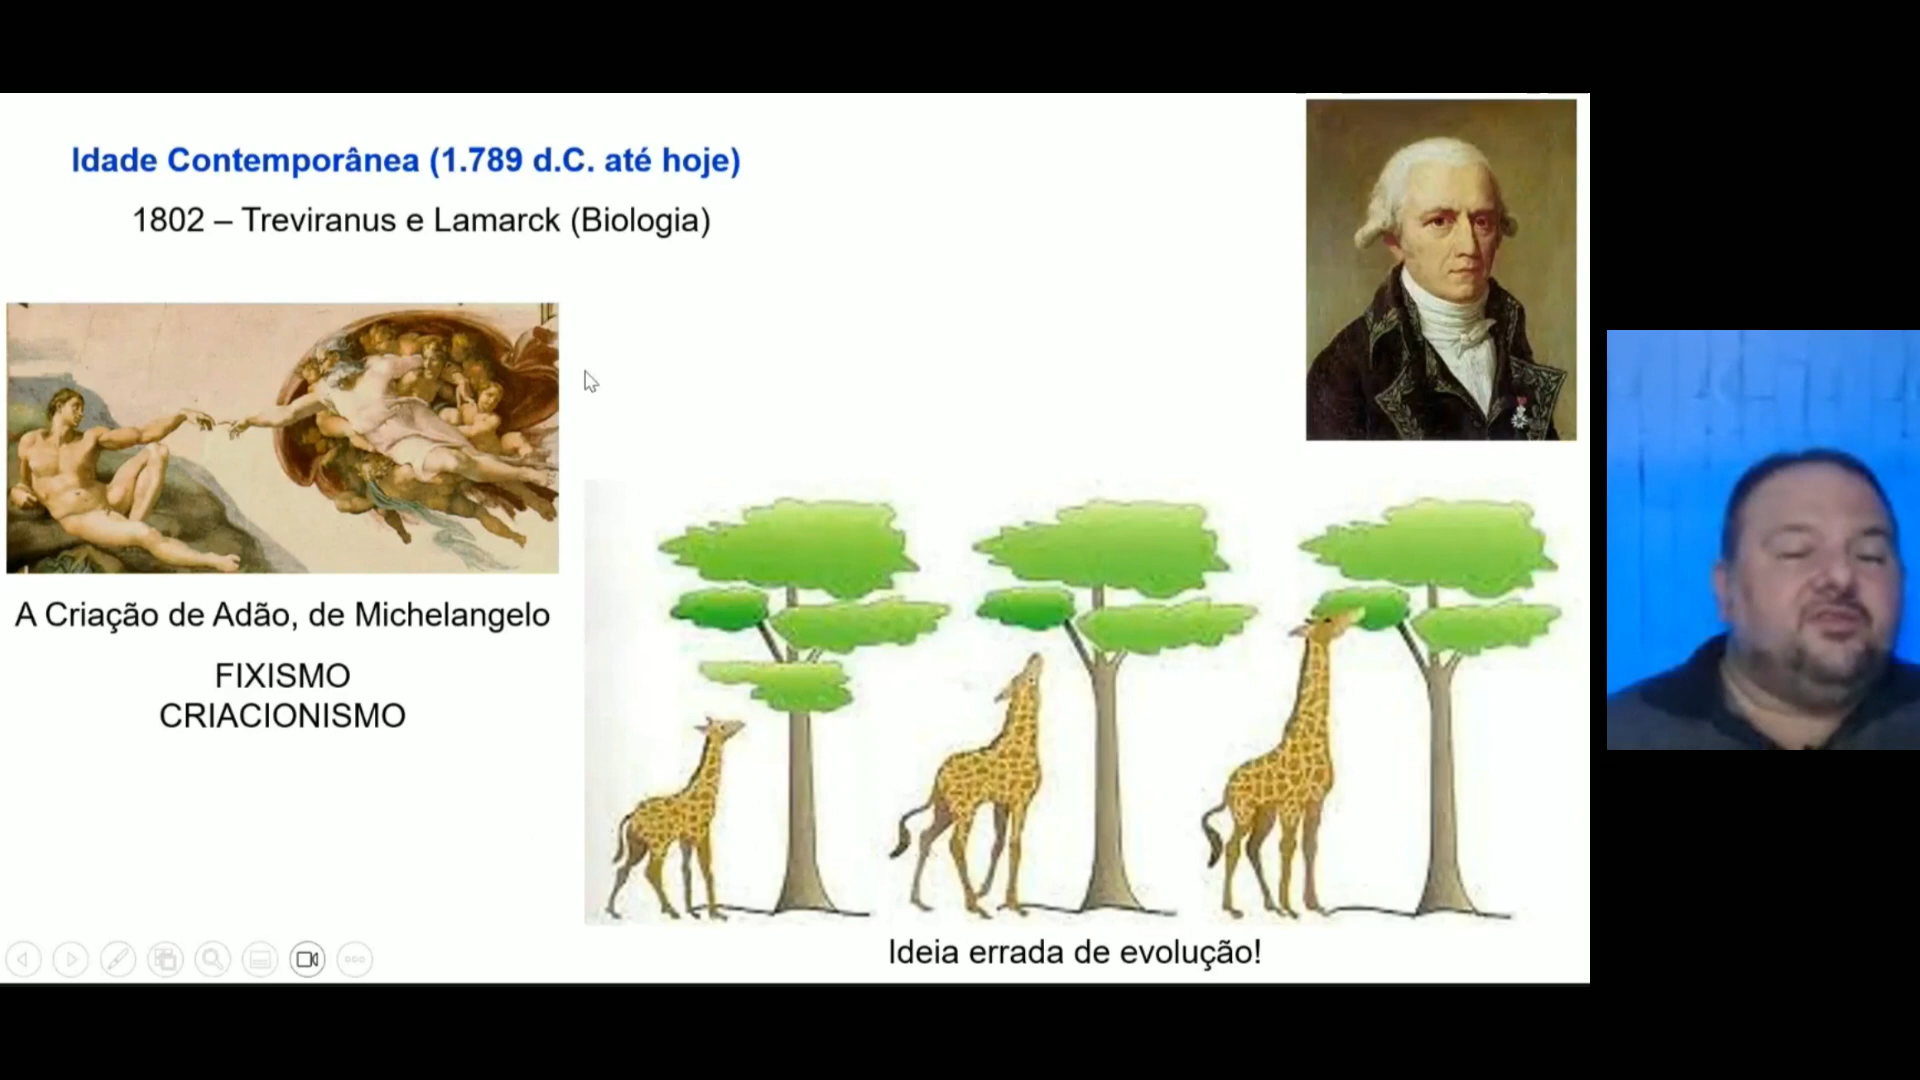 Idade Contemporânea (1.789 d.C. até hoje)
1802 – Treviranus e Lamarck (Biologia)
A Criação de Adão, de Michelangelo
FIXISMO
CRIACIONISMO
Ideia errada de evolução!